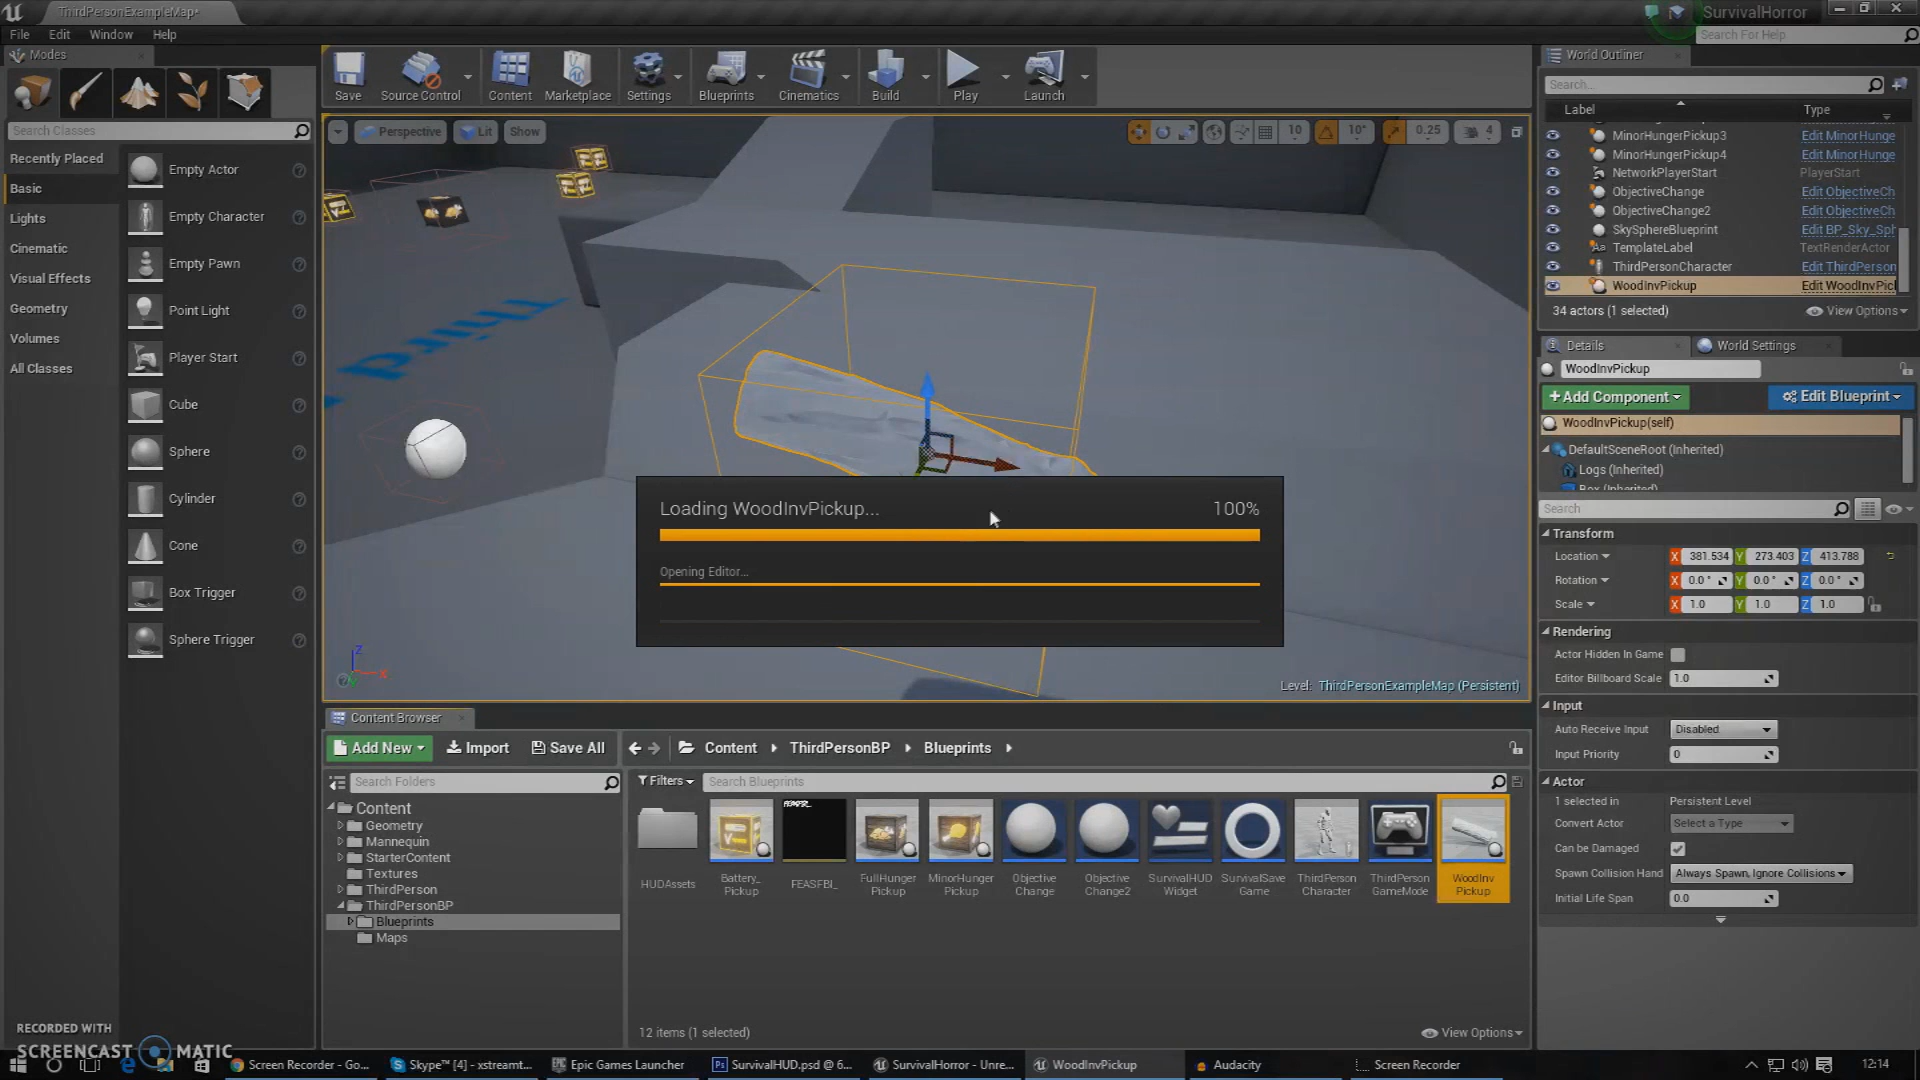 ThirdPersonExampleMap*
SurvivalHorror
File Edit Window Help
Search For Help
Modes
Search Classes
Recently Placed
Basic
Lights
Cinematic
Visual Effects
Geometry
Volumes
All Classes
Empty Actor
Empty Character
Empty Pawn
Point Light
Player Start
Cube
Sphere
Cylinder
Cone
Box Trigger
Sphere Trigger
Save
Source Control
Content
Marketplace
Settings
Blueprints
Cinematics
Build
Play
Launch
Perspective
Lit
Show
10
10°
0.25
4
Loading WoodInvPickup... 100%
Opening Editor...
Level: ThirdPersonExampleMap (Persistent)
World Outliner
Search...
Label Type
MinorHungerPickup3 Edit MinorHunge
MinorHungerPickup4 Edit MinorHunge
NetworkPlayerStart PlayerStart
ObjectiveChange Edit ObjectiveCh
ObjectiveChange2 Edit ObjectiveCh
SkySphereBlueprint Edit BP_Sky_Sph
TemplateLabel TextRenderActor
ThirdPersonCharacter Edit ThirdPerson
WoodInvPickup Edit WoodInvPicl
34 actors (1 selected) View Options
Details
World Settings
WoodInvPickup
+Add Component
Edit Blueprint
WoodInvPickup(self)
DefaultSceneRoot (Inherited)
Logs (Inherited)
Box (Inherited)
Search
Transform
Location X 381.534 Y 273.403 Z 413.788
Rotation X 0.0° Y 0.0° Z 0.0°
Scale X 1.0 Y 1.0 Z 1.0
Rendering
Actor Hidden In Game
Editor Billboard Scale 1.0
Input
Auto Receive Input Disabled
Input Priority 0
Actor
1 selected in Persistent Level
Convert Actor Select a Type
Can be Damaged
Spawn Collision Hand Always Spawn, Ignore Collisions
Initial Life Span 0.0
Content Browser
Add New Import Save All Content ThirdPersonBP Blueprints
Search Folders
Filters Search Blueprints
Content
Geometry
Mannequin
StarterContent
Textures
ThirdPerson
ThirdPersonBP
Blueprints
Maps
HUDAssets
Battery_
Pickup
FEASFBI_
FullHunger
Pickup
MinorHunger
Pickup
Objective
Change
Objective
Change2
SurvivalHUD
Widget
SurvivalSave
Game
ThirdPerson
Character
ThirdPerson
GameMode
WoodInv
Pickup
12 items (1 selected) View Options
RECORDED WITH
SCREENCAST MATIC
Screen Recorder - Go...
Skype™ [4] - xstreamt...
Epic Games Launcher
SurvivalHUD.psd @ 6...
SurvivalHorror - Unre...
WoodInvPickup
Audacity
Screen Recorder
12:14